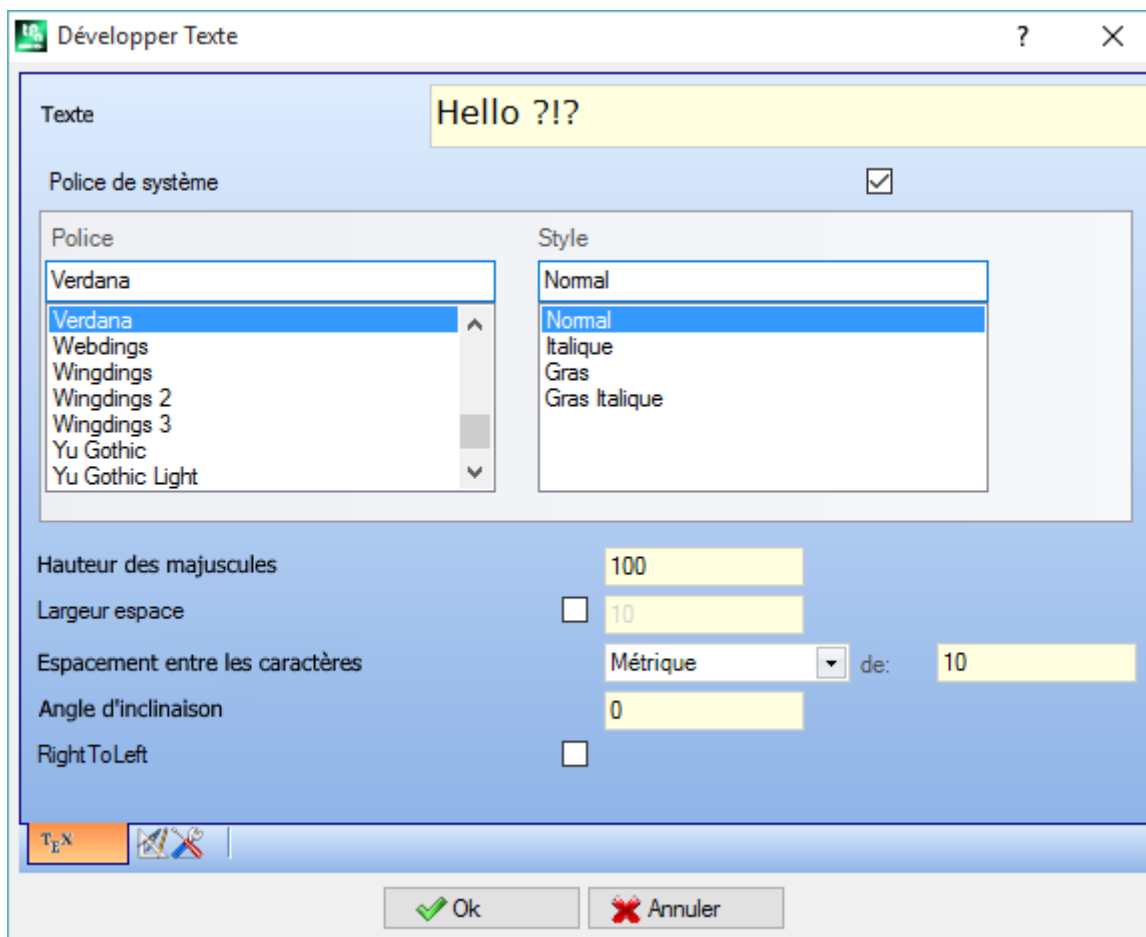 Développer Texte ?
Texte Hello ?!?
Police de système
Police Style
Verdana Normal
Verdana Normal
Webdings Italique
Wingdings Gras
Wingdings 2 Gras Italique
Wingdings 3
Yu Gothic
Yu Gothic Light
Hauteur des majuscules 100
Largeur espace 10
Espacement entre les caractères Métrique de: 10
Angle d'inclinaison 0
RightToLeft
TEX
Ok Annuler